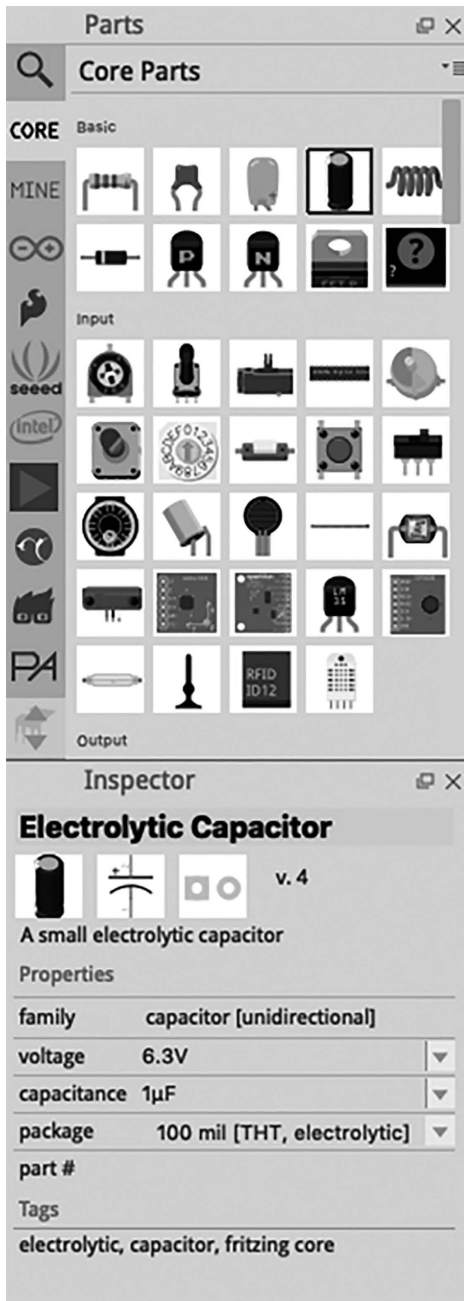 Parts
Core Parts
CORE
Basic
MINE
P
N
?
?
Input
seeed
intel
ABCDEF0123456789
LM
35
RFID
ID12
PA
Output
Inspector
Electrolytic Capacitor
v. 4
A small electrolytic capacitor
Properties
family capacitor [unidirectional]
voltage 6.3V
capacitance 1µF
package 100 mil [THT, electrolytic]
part #
Tags
electrolytic, capacitor, fritzing core